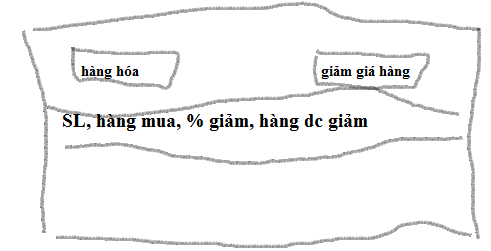 hàng hóa
giảm giá hàng
SL, hàng mua, % giảm, hàng dc giảm